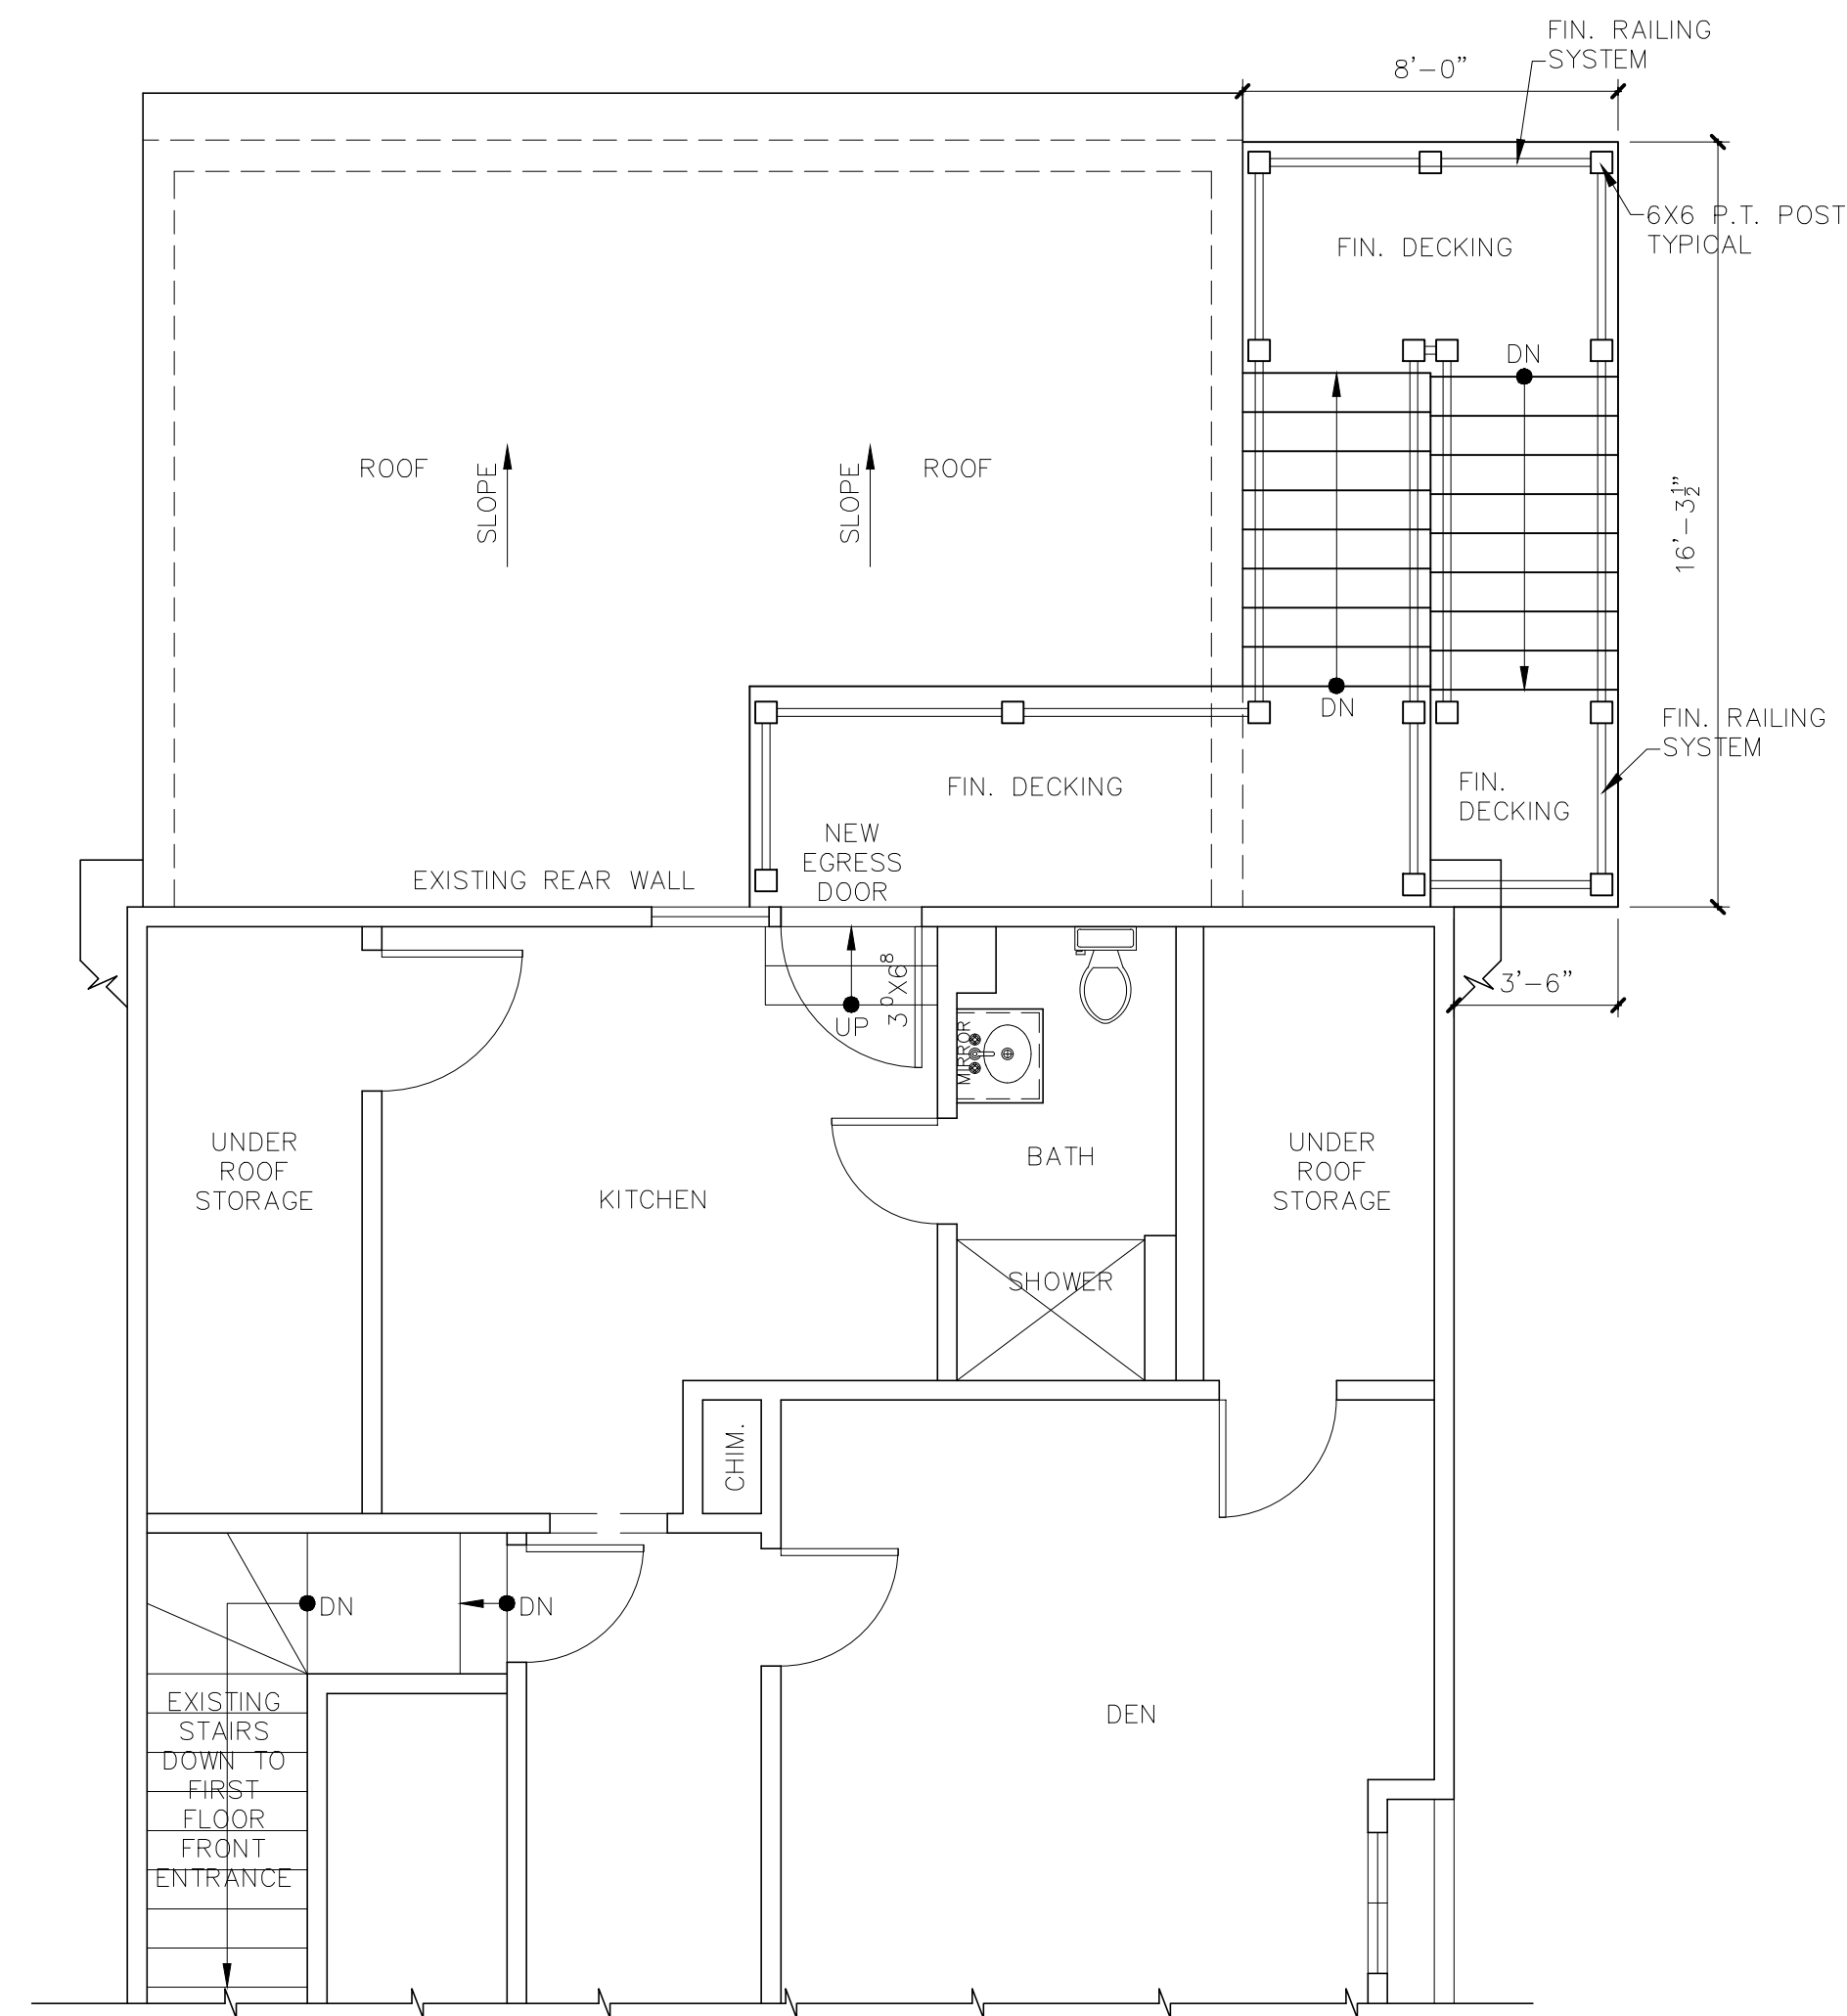 FIN. RAILING
SYSTEM
8'-0"
6X6 P.T. POST
TYPICAL
FIN. DECKING
DN
ROOF
SLOPE
SLOPE
ROOF
16'-3½"
DN
FIN. RAILING
SYSTEM
FIN. DECKING
FIN.
DECKING
NEW
EGRESS
DOOR
EXISTING REAR WALL
3'-6"
3⁰X6⁸
UP
MIRROR
UNDER
ROOF
STORAGE
KITCHEN
BATH
UNDER
ROOF
STORAGE
SHOWER
CHIM.
DN
DN
EXISTING
STAIRS
DOWN TO
FIRST
FLOOR
FRONT
ENTRANCE
DEN